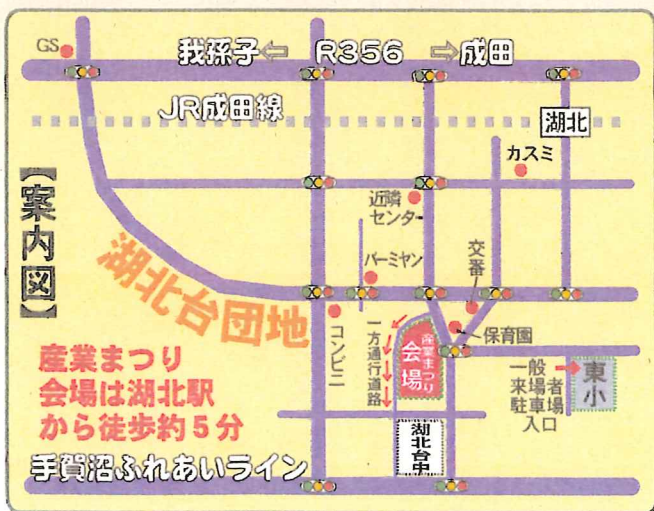 GS
我孫子⇦ R356 ⇨成田
JR成田線
湖北
カスミ
近隣
センター
【案内図】
湖北台団地
バーミヤン
交番
コンビニ
一方通行道路
産業まつり
会場
保育園
一般来場者
駐車場入口
東小
産業まつり
会場は湖北駅
から徒歩約5分
湖北台中
手賀沼ふれあいライン